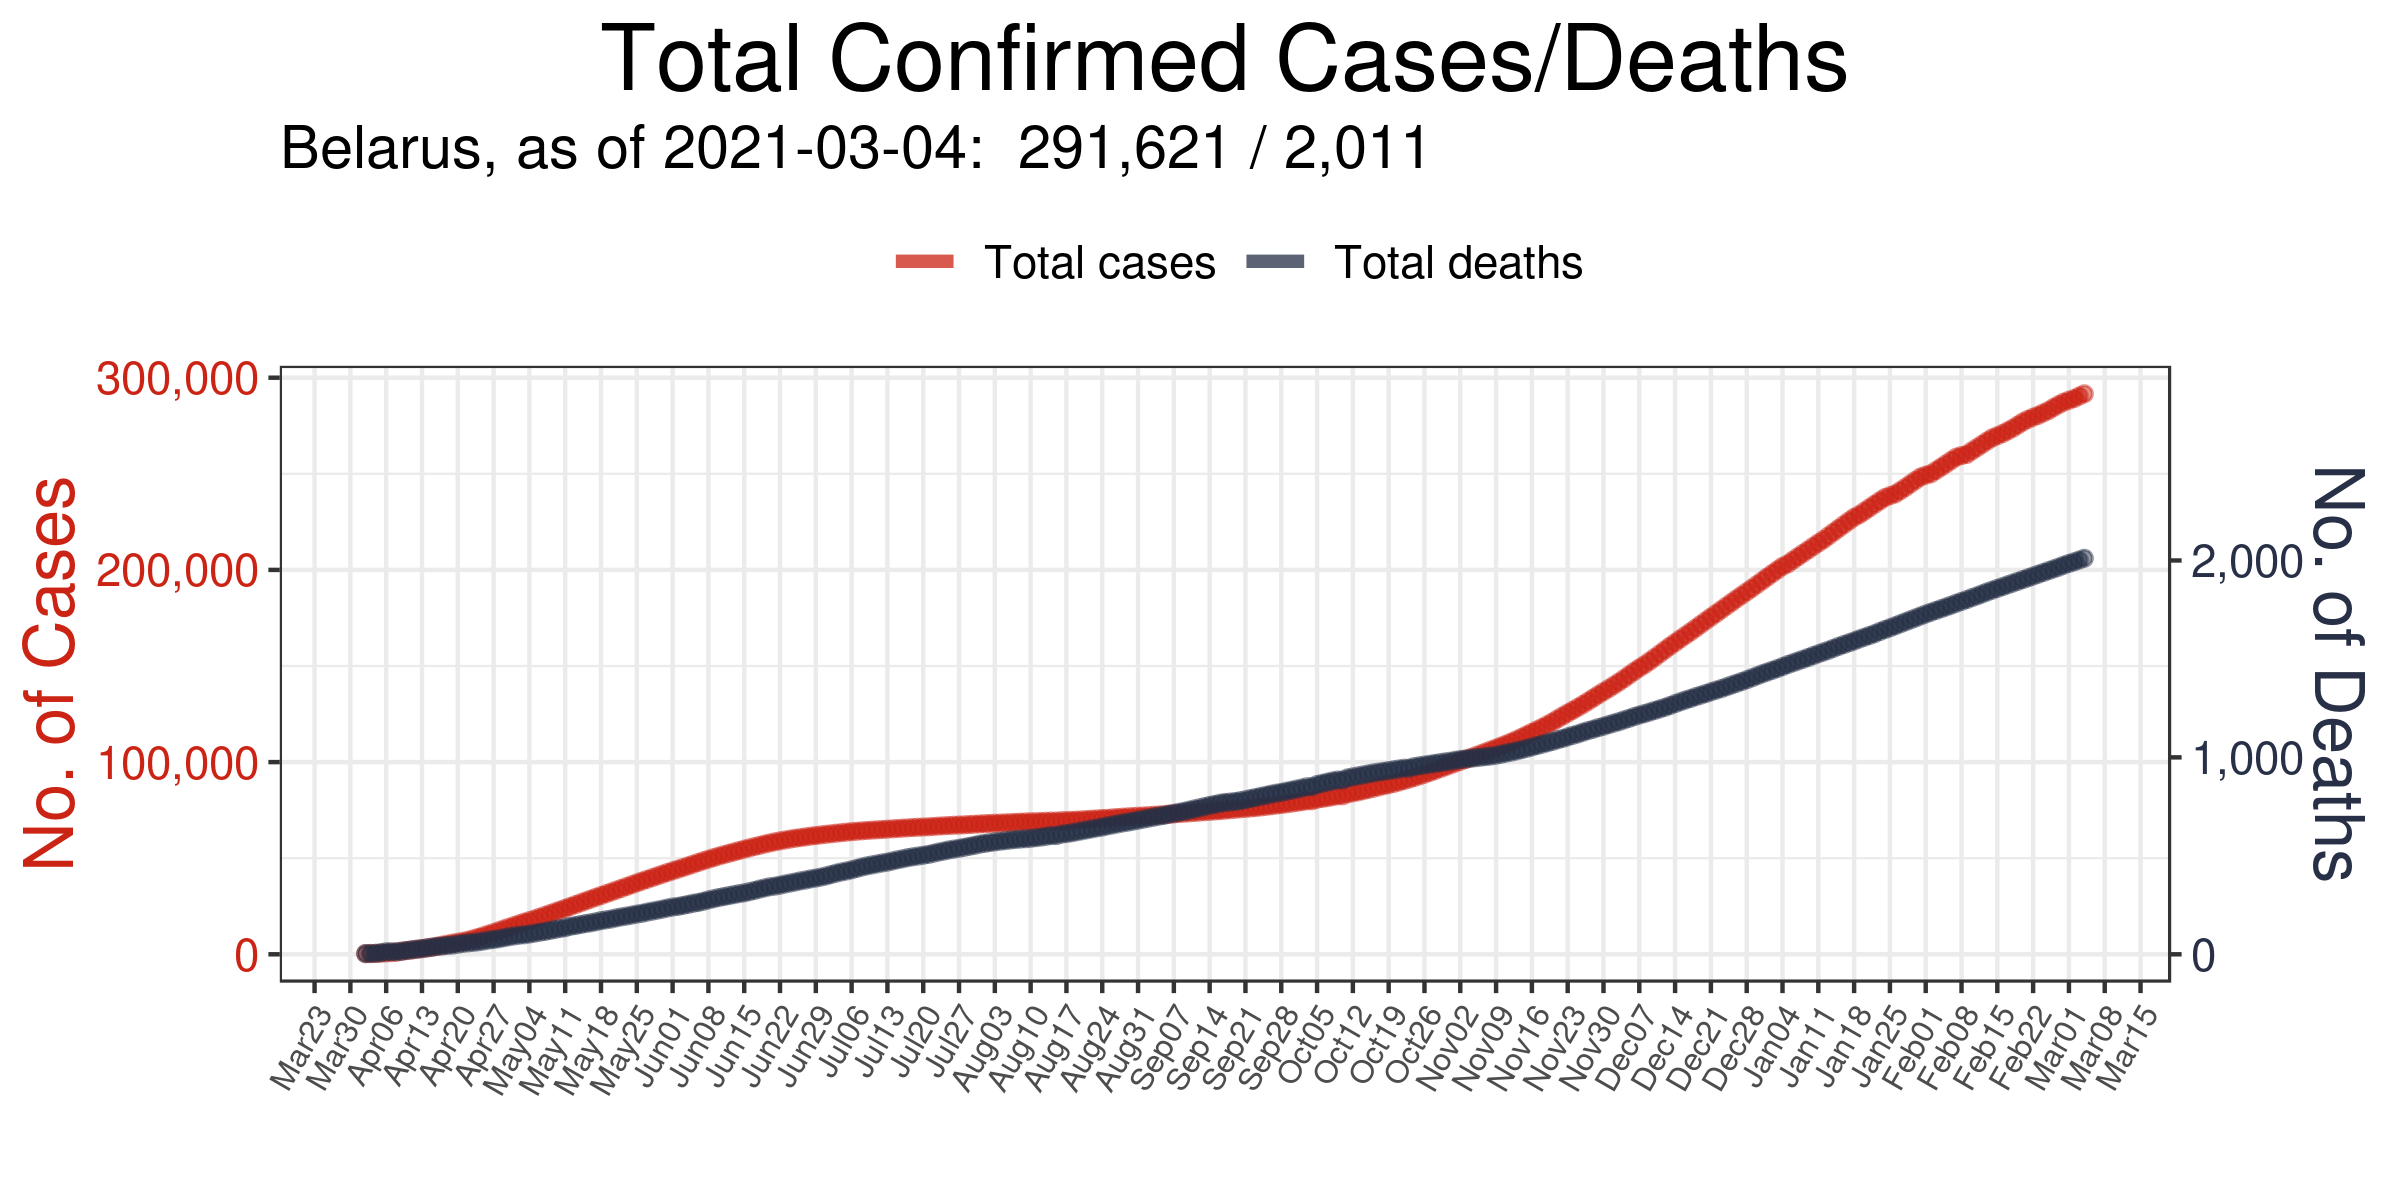 Total Confirmed Cases/Deaths
Belarus, as of 2021-03-04:  291,621 / 2,011
Total cases
Total deaths
No. of Cases
300,000
200,000
100,000
0
2,000
1,000
0
No. of Deaths
Mar23
Mar30
Apr06
Apr13
Apr20
Apr27
May04
May11
May18
May25
Jun01
Jun08
Jun15
Jun22
Jun29
Jul06
Jul13
Jul20
Jul27
Aug03
Aug10
Aug17
Aug24
Aug31
Sep07
Sep14
Sep21
Sep28
Oct05
Oct12
Oct19
Oct26
Nov02
Nov09
Nov16
Nov23
Nov30
Dec07
Dec14
Dec21
Dec28
Jan04
Jan11
Jan18
Jan25
Feb01
Feb08
Feb15
Feb22
Mar01
Mar08
Mar15